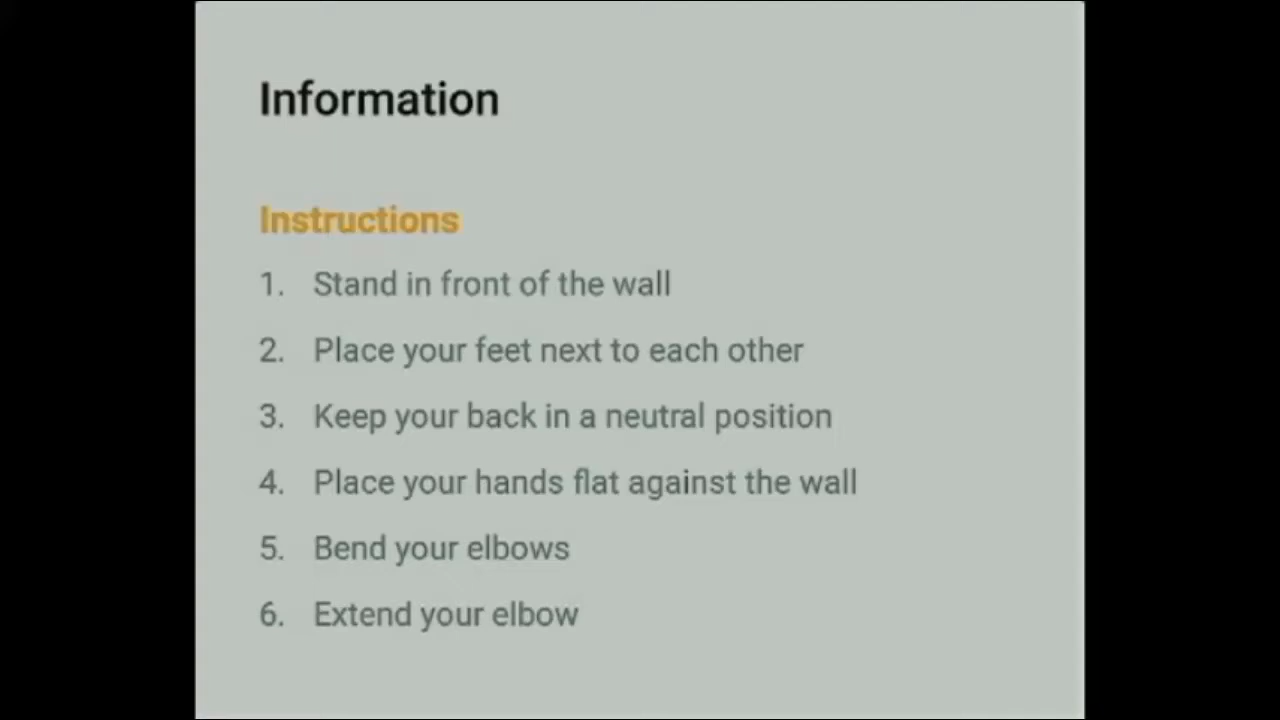 Information
Instructions
1. Stand in front of the wall
2. Place your feet next to each other
3. Keep your back in a neutral position
4. Place your hands flat against the wall
5. Bend your elbows
6. Extend your elbow